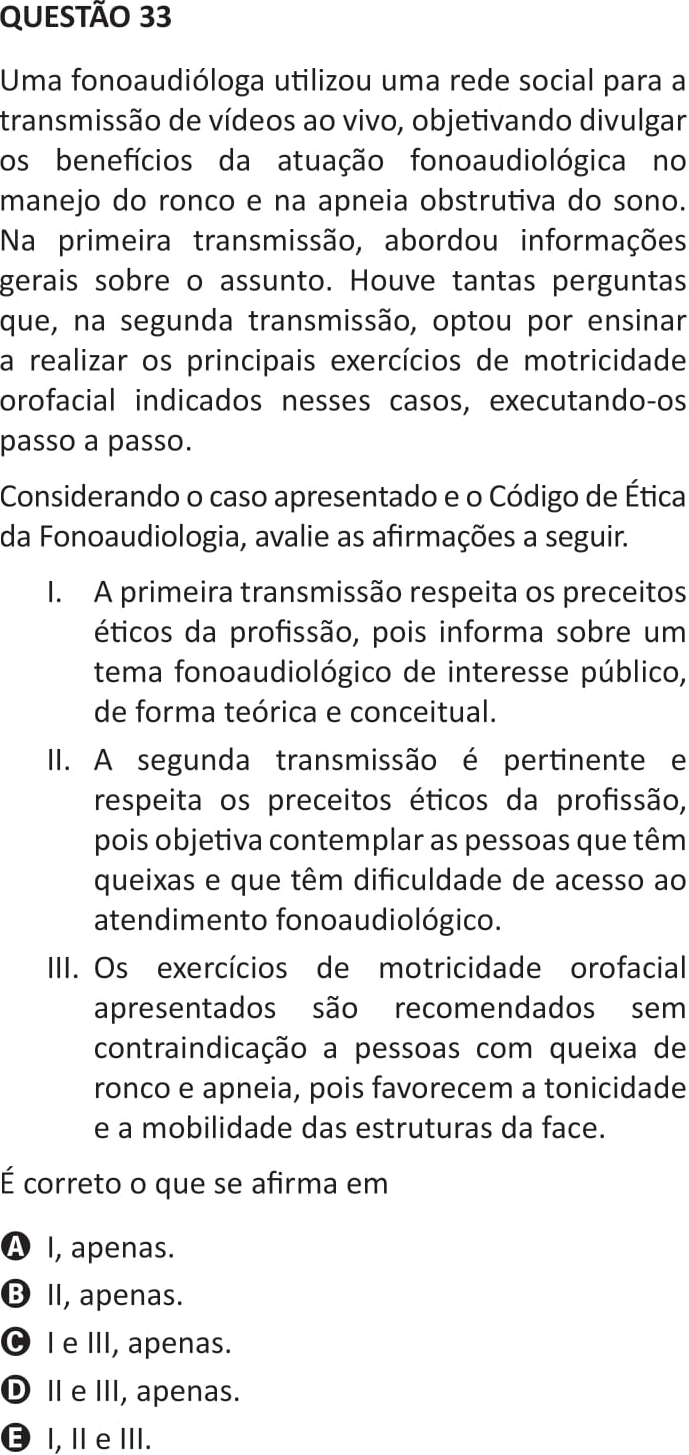 QUESTÃO 33
Uma fonoaudióloga utilizou uma rede social para a
transmissão de vídeos ao vivo, objetivando divulgar
os benefícios da atuação fonoaudiológica no
manejo do ronco e na apneia obstrutiva do sono.
Na primeira transmissão, abordou informações
gerais sobre o assunto. Houve tantas perguntas
que, na segunda transmissão, optou por ensinar
a realizar os principais exercícios de motricidade
orofacial indicados nesses casos, executando-os
passo a passo.
Considerando o caso apresentado e o Código de Ética
da Fonoaudiologia, avalie as afirmações a seguir.
I. A primeira transmissão respeita os preceitos
éticos da profissão, pois informa sobre um
tema fonoaudiológico de interesse público,
de forma teórica e conceitual.
II. A segunda transmissão é pertinente e
respeita os preceitos éticos da profissão,
pois objetiva contemplar as pessoas que têm
queixas e que têm dificuldade de acesso ao
atendimento fonoaudiológico.
III. Os exercícios de motricidade orofacial
apresentados são recomendados sem
contraindicação a pessoas com queixa de
ronco e apneia, pois favorecem a tonicidade
e a mobilidade das estruturas da face.
É correto o que se afirma em
A I, apenas.
B II, apenas.
C I e III, apenas.
D II e III, apenas.
E I, II e III.